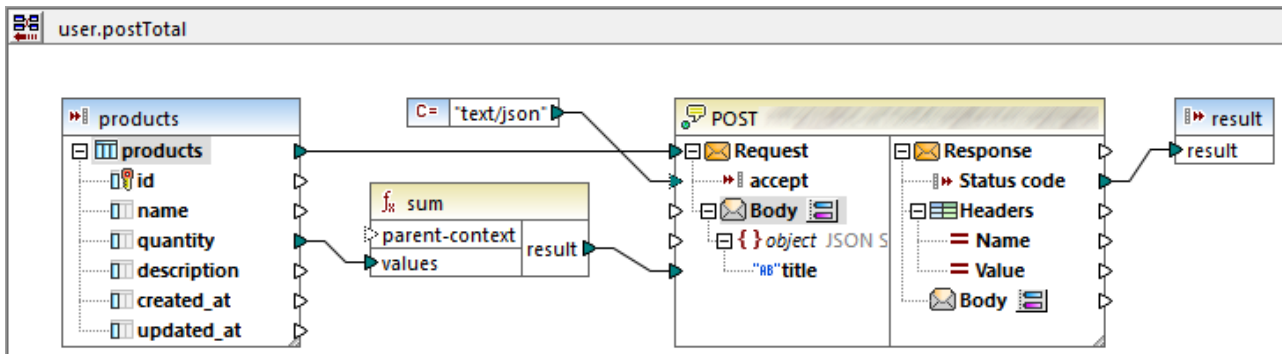 user.postTotal
products
products
id
name
quantity
description
created_at
updated_at
C= "text/json"
fx sum
parent-context
values
result
POST
Request
accept
Body
{ } object JSON S
"AB" title
Response
Status code
Headers
Name
Value
Body
result
result